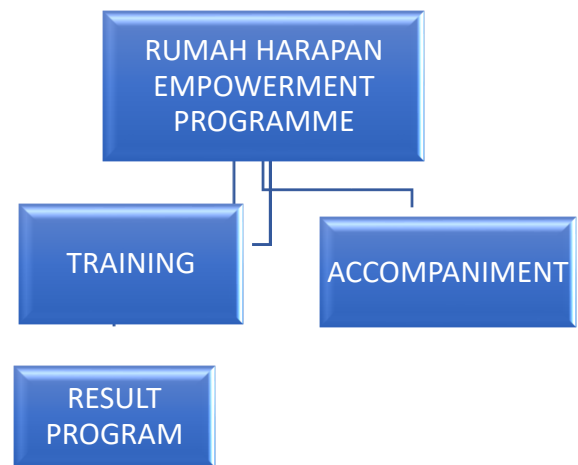 RUMAH HARAPAN
EMPOWERMENT
PROGRAMME
TRAINING
ACCOMPANIMENT
RESULT
PROGRAM